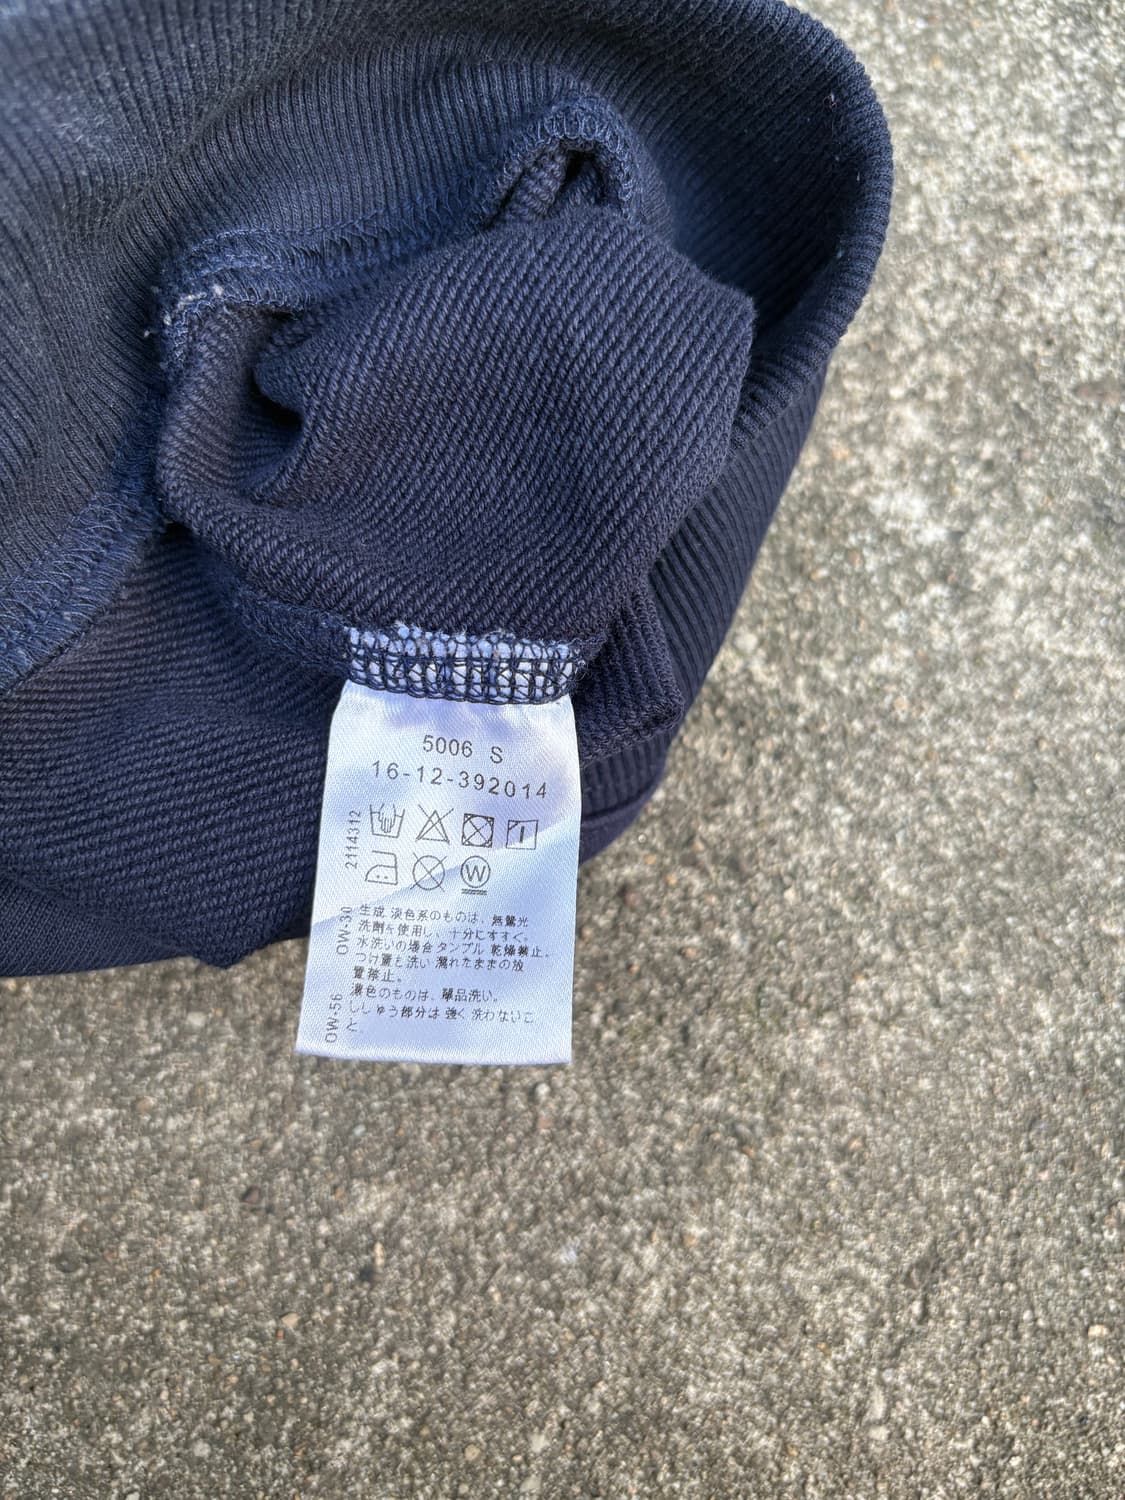 5006 S
16-12-392014
2114312
W
OW-30
OW-56
生成 淡色系のものは、無蛍光
洗剤を使用し、十分にすすぐ。
水洗いの場合タンブル 乾燥禁止。
つけ置も洗い 濡れたままの放
置禁止。
濃色のものは、単品洗い。
ししゅう部分は 強く 洗わないこ
と。